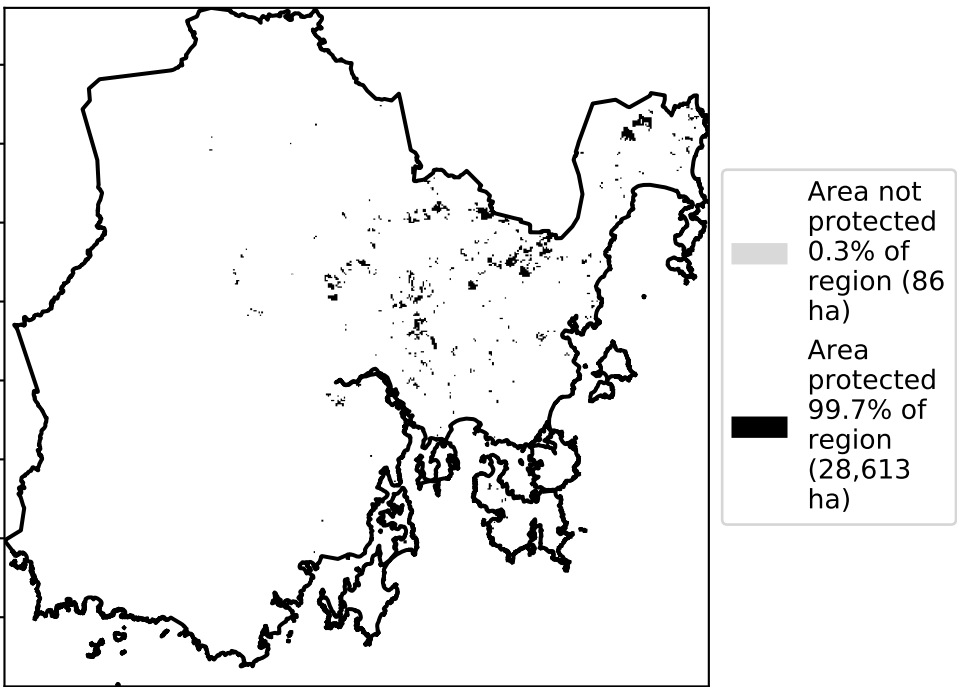 Area not
protected
0.3% of
region (86
ha)
Area
protected
99.7% of
region
(28,613
ha)